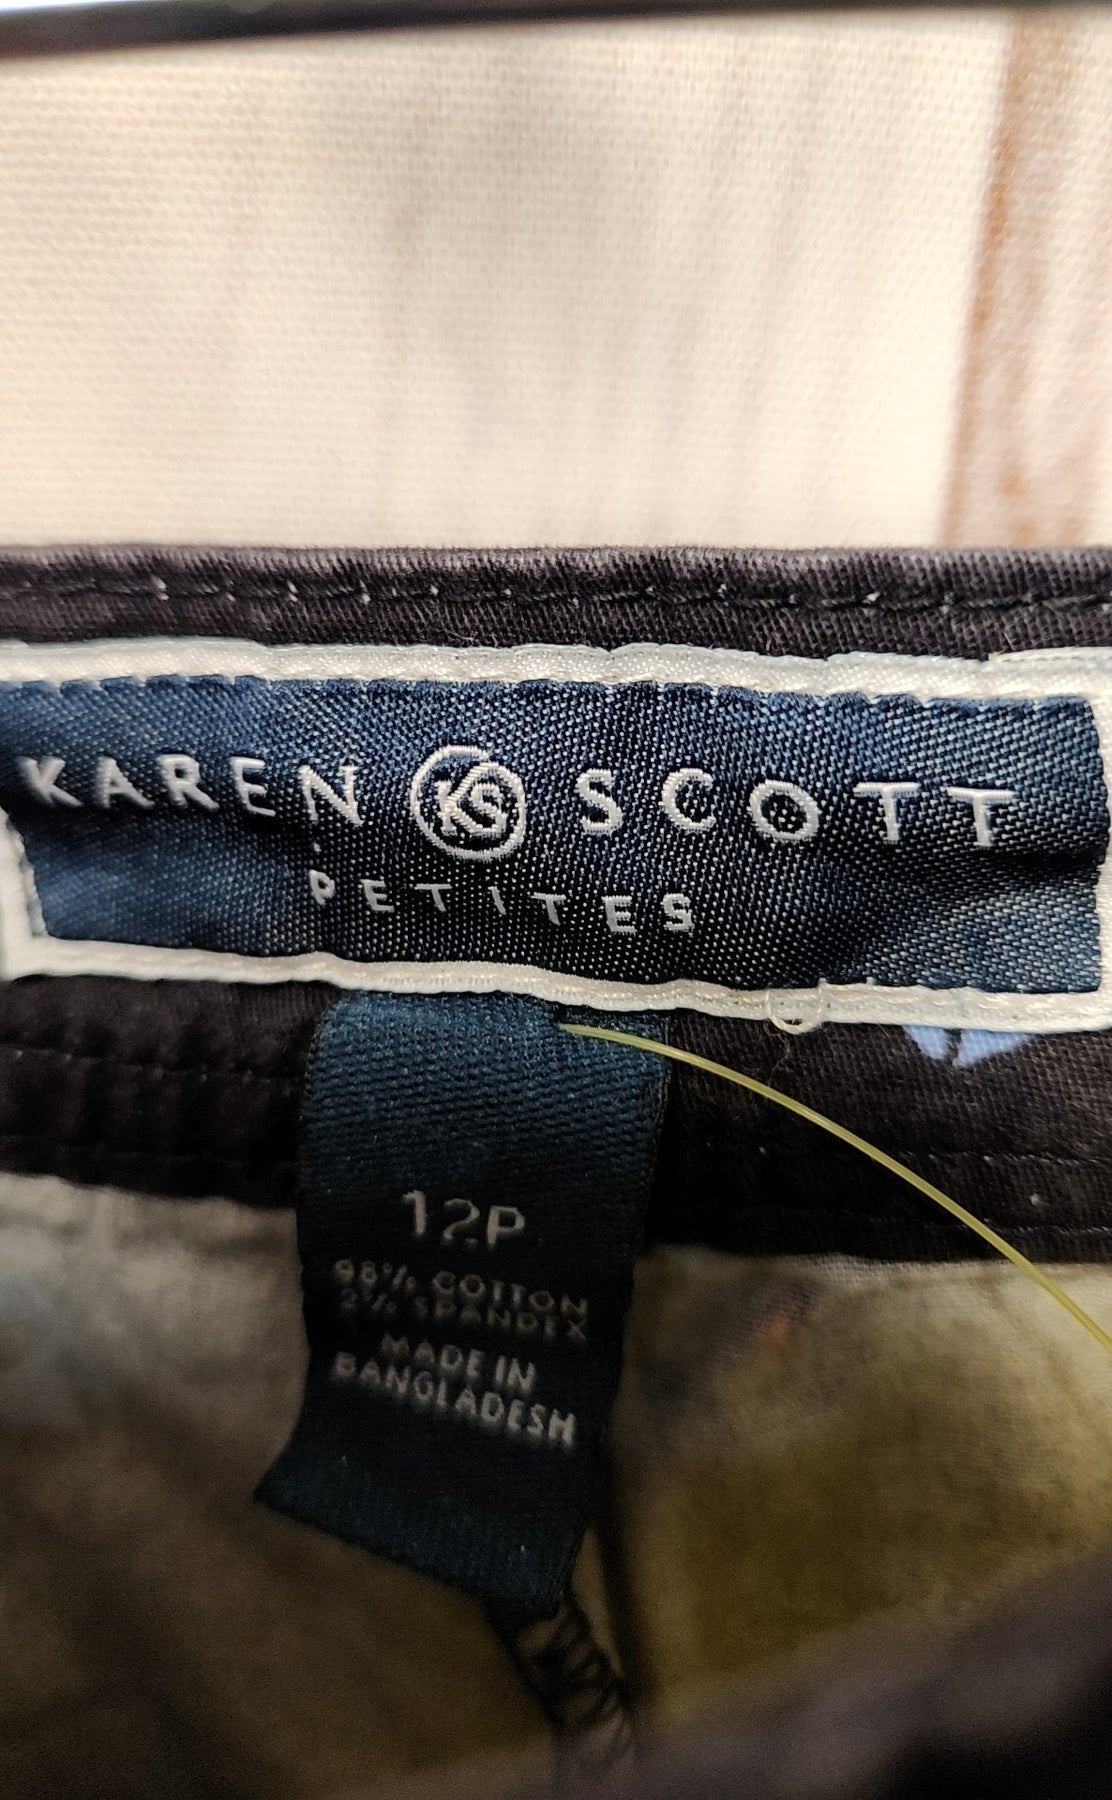 KAREN KS SCOTT
PETITES
12P
98% COTTON
2% SPANDEX
MADE IN
BANGLADESH